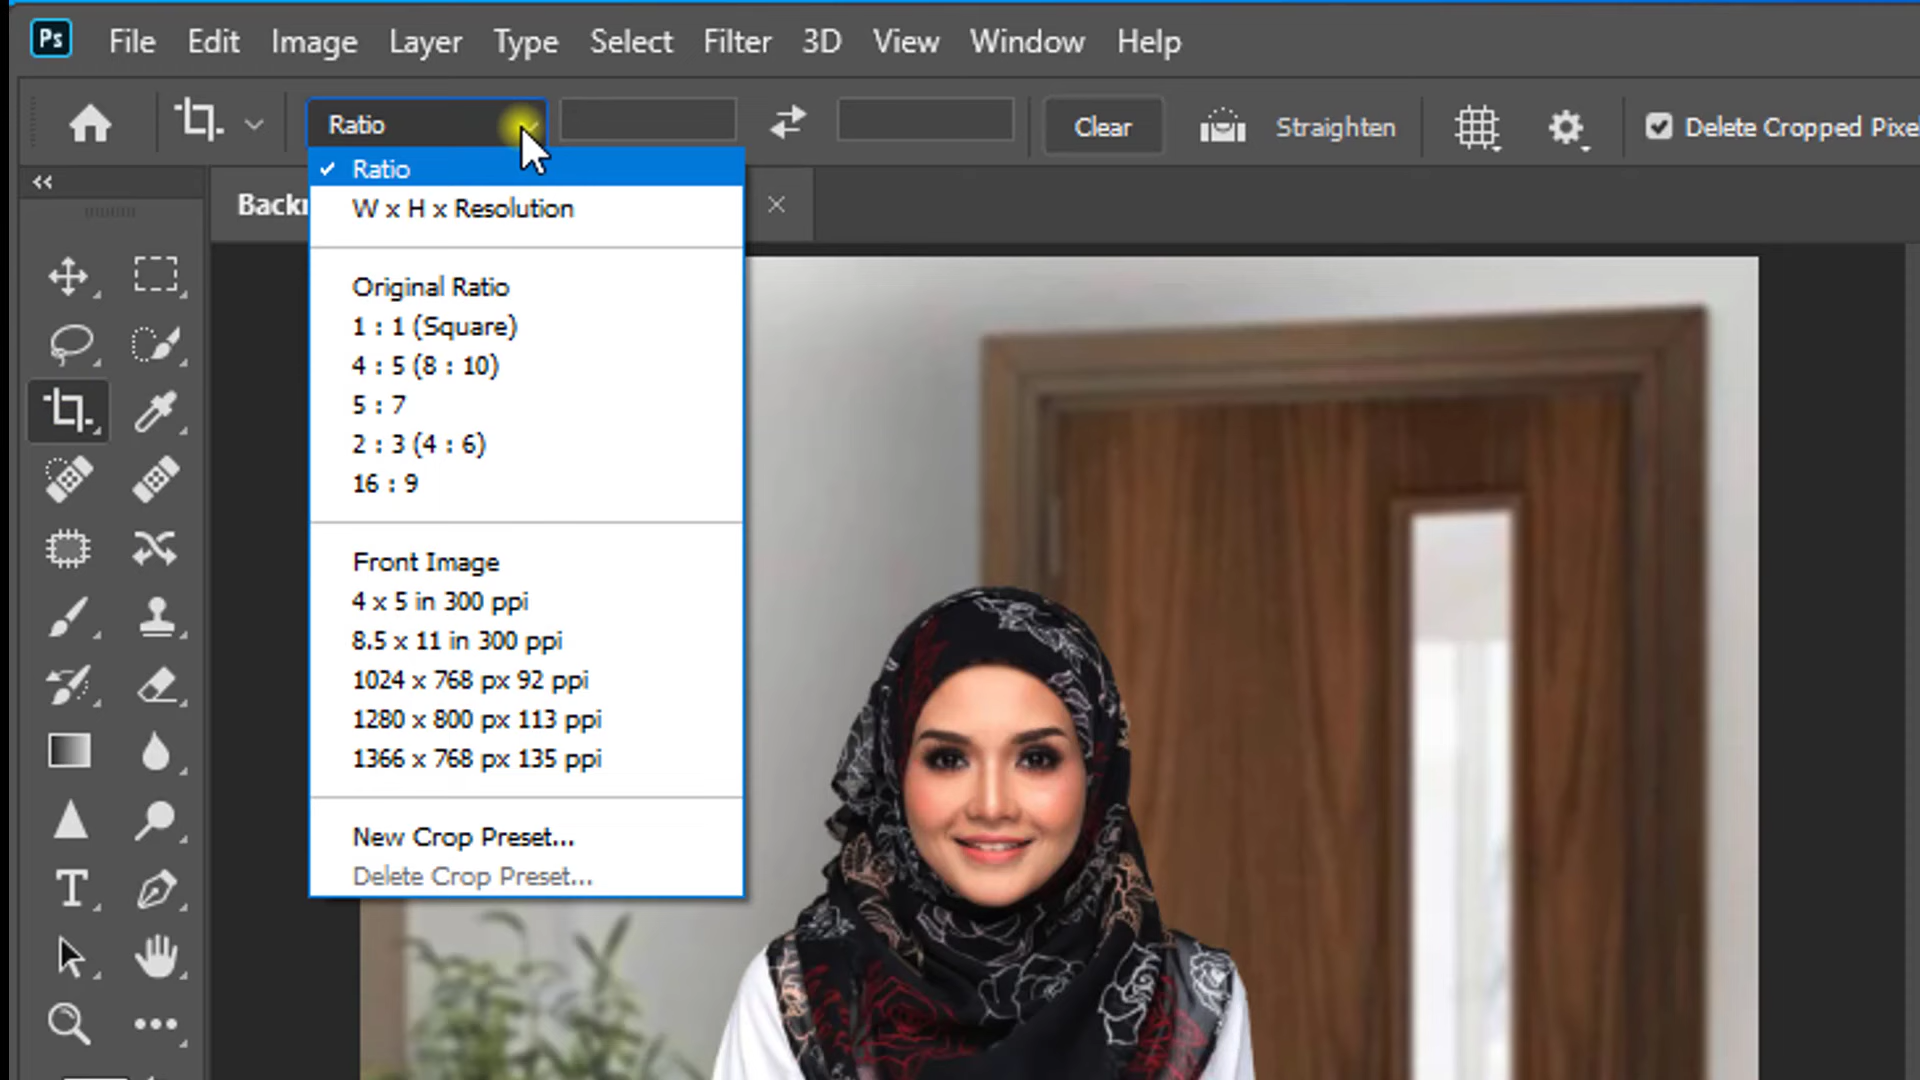 Ps File Edit Image Layer Type Select Filter 3D View Window Help
Ratio Clear Straighten Delete Cropped Pixel
Ratio
W x H x Resolution
Original Ratio
1 : 1 (Square)
4 : 5 (8 : 10)
5 : 7
2 : 3 (4 : 6)
16 : 9
Front Image
4 x 5 in 300 ppi
8.5 x 11 in 300 ppi
1024 x 768 px 92 ppi
1280 x 800 px 113 ppi
1366 x 768 px 135 ppi
New Crop Preset...
Delete Crop Preset...